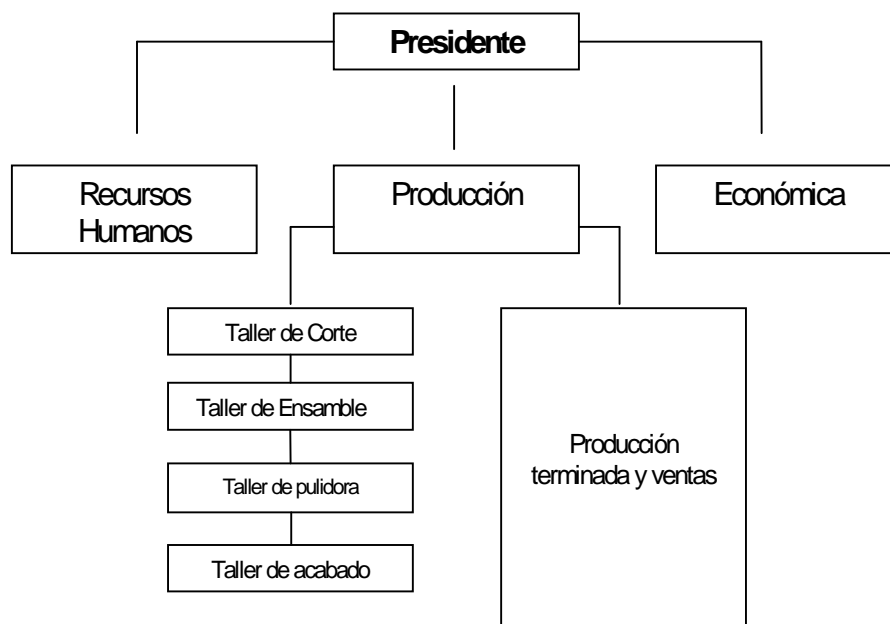 Presidente
Recursos
Humanos
Producción
Económica
Taller de Corte
Taller de Ensamble
Taller de pulidora
Taller de acabado
Producción
terminada y ventas